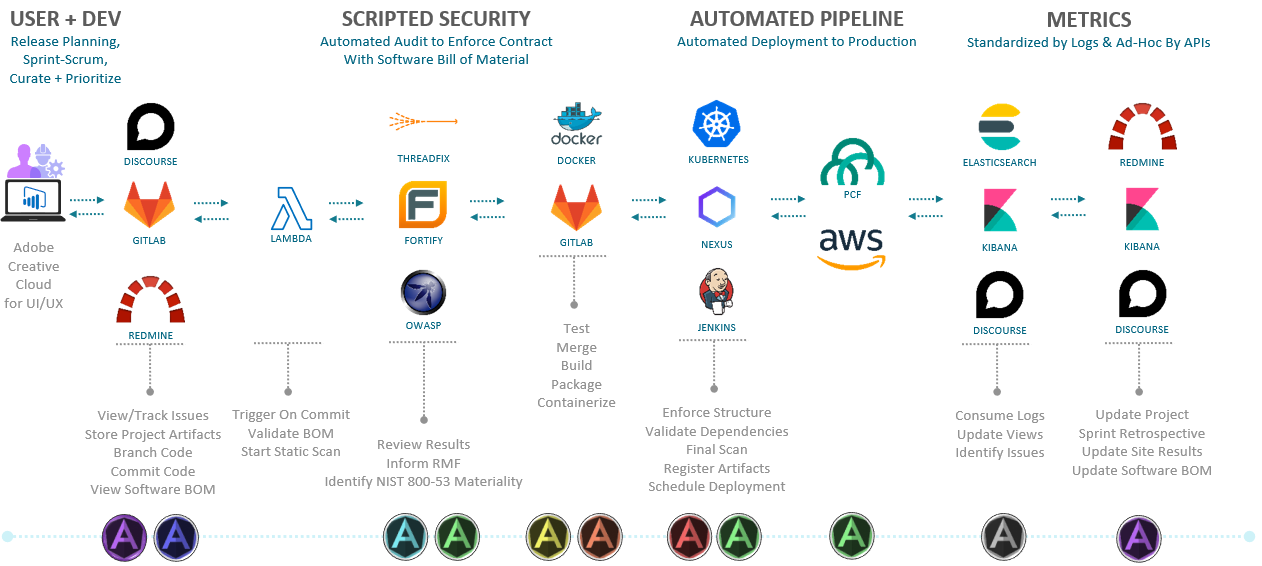 USER + DEV
Release Planning,
Sprint-Scrum,
Curate + Prioritize
SCRIPTED SECURITY
Automated Audit to Enforce Contract
With Software Bill of Material
AUTOMATED PIPELINE
Automated Deployment to Production
METRICS
Standardized by Logs & Ad-Hoc By APIs
Adobe
Creative
Cloud
for UI/UX
DISCOURSE
GITLAB
REDMINE
View/Track Issues
Store Project Artifacts
Branch Code
Commit Code
View Software BOM
LAMBDA
Trigger On Commit
Validate BOM
Start Static Scan
THREADFIX
F
FORTIFY
OWASP
Review Results
Inform RMF
Identify NIST 800-53 Materiality
docker
DOCKER
GITLAB
Test
Merge
Build
Package
Containerize
KUBERNETES
NEXUS
JENKINS
Enforce Structure
Validate Dependencies
Final Scan
Register Artifacts
Schedule Deployment
PCF
aws
ELASTICSEARCH
KIBANA
DISCOURSE
Consume Logs
Update Views
Identify Issues
REDMINE
KIBANA
DISCOURSE
Update Project
Sprint Retrospective
Update Site Results
Update Software BOM
A A A A A A A A A A A